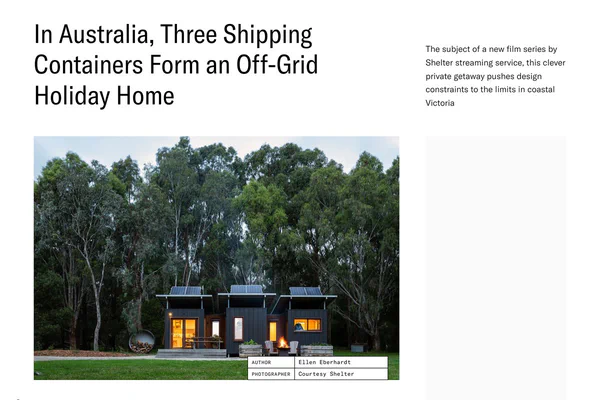 In Australia, Three Shipping
Containers Form an Off-Grid
Holiday Home
The subject of a new film series by
Shelter streaming service, this clever
private getaway pushes design
constraints to the limits in coastal
Victoria
AUTHOR Ellen Eberhardt
PHOTOGRAPHER Courtesy Shelter